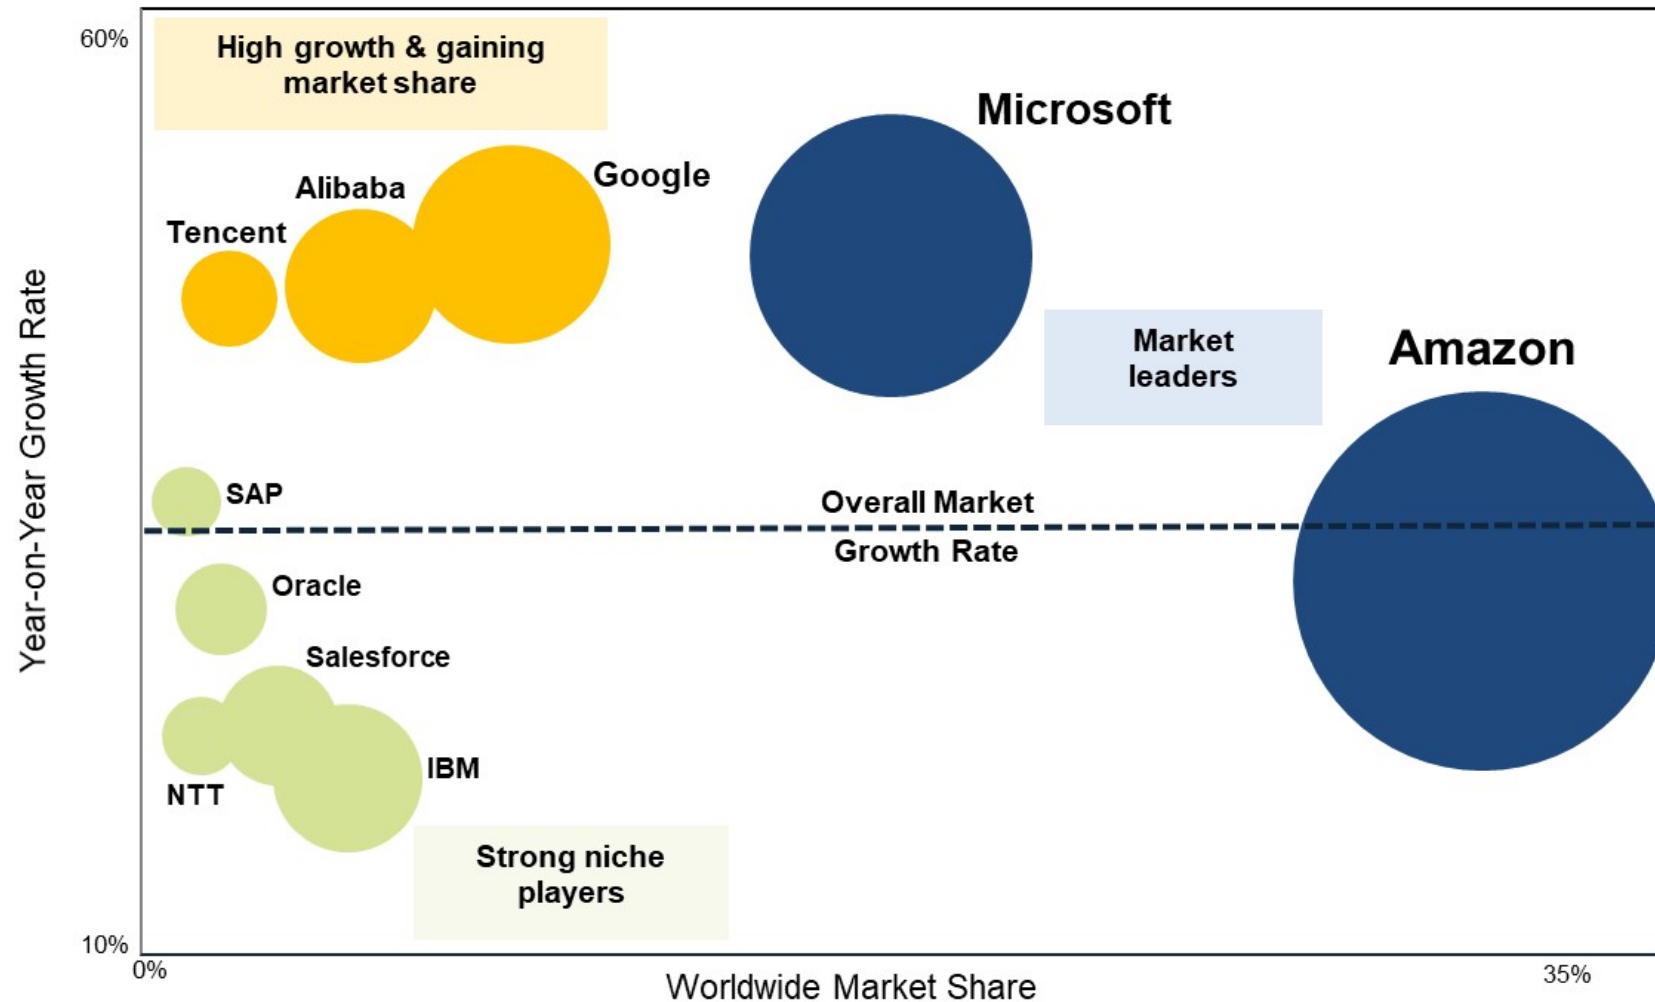 60%
High growth & gaining
market share
Microsoft
Google
Alibaba
Tencent
Market
leaders
Amazon
Year-on-Year Growth Rate
SAP
Overall Market
Growth Rate
Oracle
Salesforce
IBM
NTT
Strong niche
players
10%
0%
Worldwide Market Share
35%